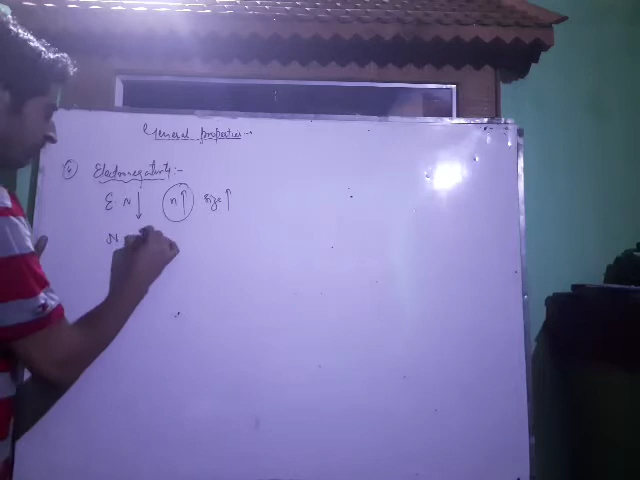 General properties:-
Electronegativity:-
E.N ↓ n ↑ size ↑
N